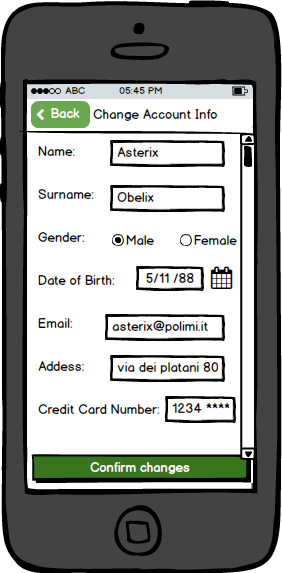 ABC 05:45 PM
Back Change Account Info
Name: Asterix
Surname: Obelix
Gender: Male Female
Date of Birth: 5/11 /88
Email: asterix@polimi.it
Addess: via dei platani 80
Credit Card Number: 1234 ****
Confirm changes